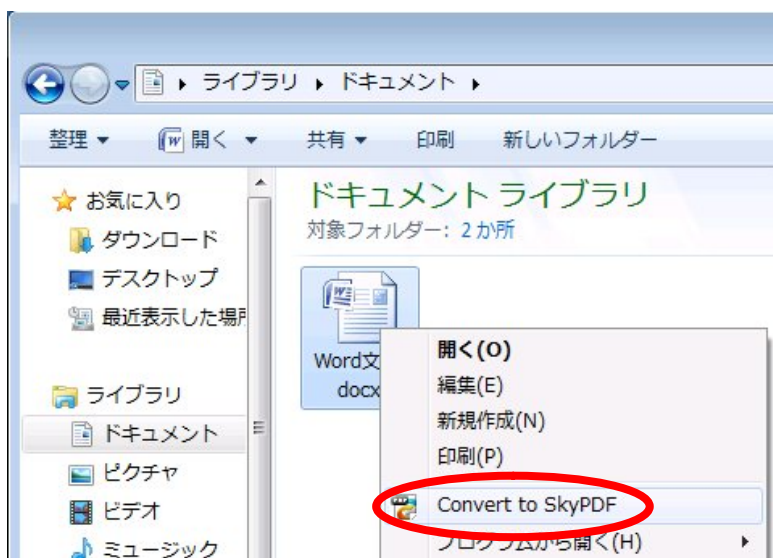 ライブラリ ドキュメント
整理 開く 共有 印刷 新しいフォルダー
お気に入り
ダウンロード
デスクトップ
最近表示した場
ライブラリ
ドキュメント
ピクチャ
ビデオ
ミュージック
ドキュメント ライブラリ
対象フォルダー: 2 か所
Word文
docx
開く(O)
編集(E)
新規作成(N)
印刷(P)
Convert to SkyPDF
プログラムから開く(H)